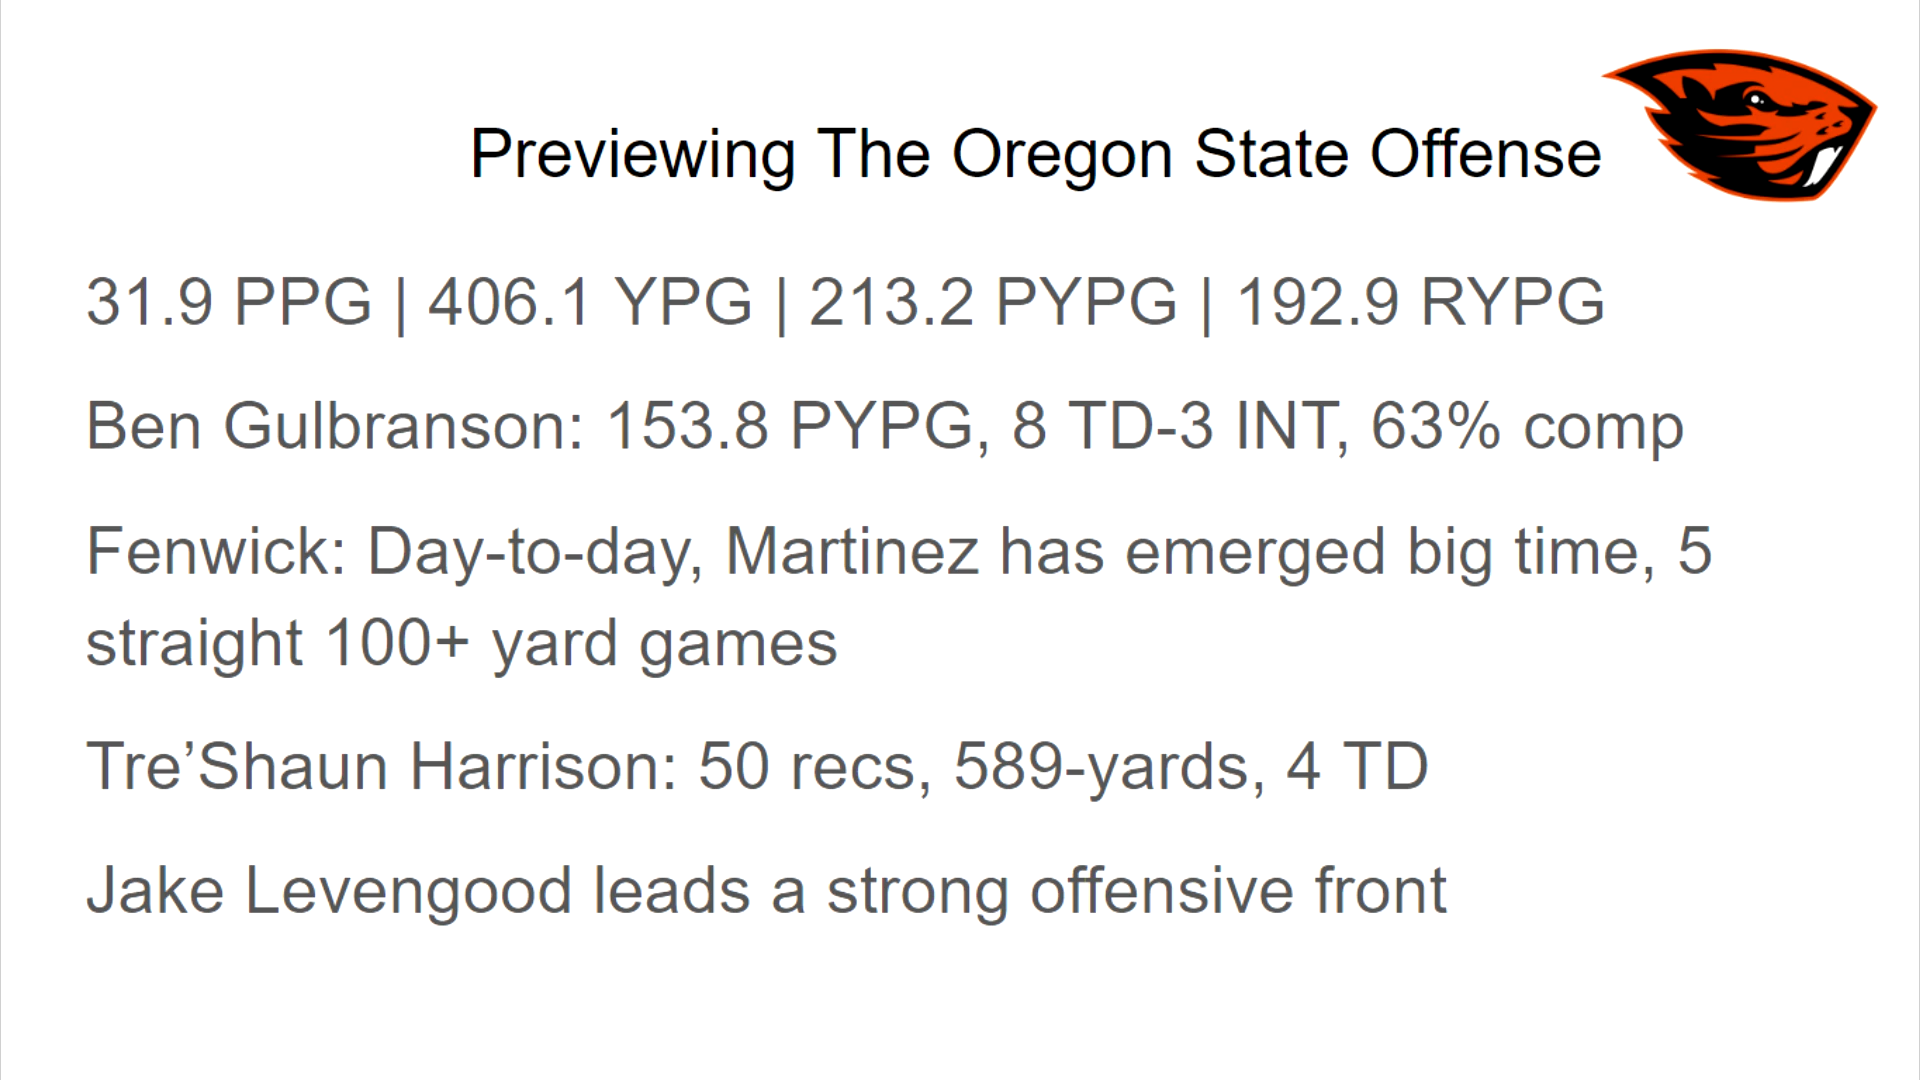 Previewing The Oregon State Offense
31.9 PPG | 406.1 YPG | 213.2 PYPG | 192.9 RYPG
Ben Gulbranson: 153.8 PYPG, 8 TD-3 INT, 63% comp
Fenwick: Day-to-day, Martinez has emerged big time, 5
straight 100+ yard games
Tre’Shaun Harrison: 50 recs, 589-yards, 4 TD
Jake Levengood leads a strong offensive front